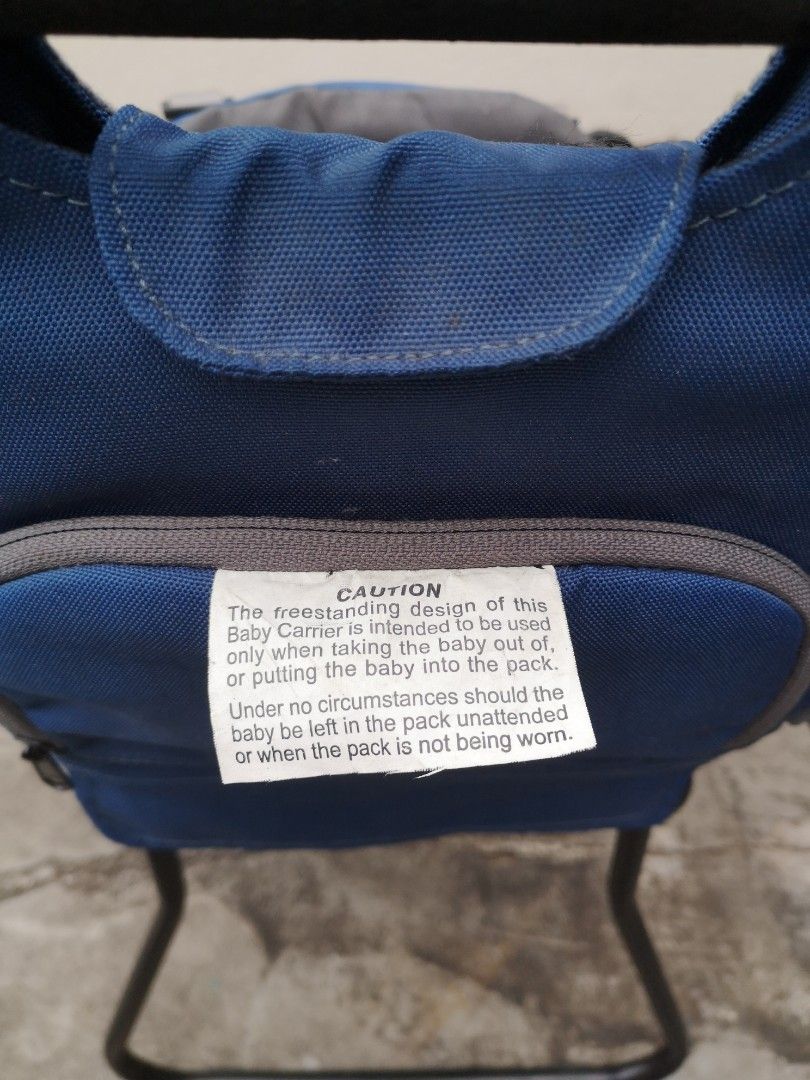 CAUTION
The freestanding design of this
Baby Carrier is intended to be used
only when taking the baby out of,
or putting the baby into the pack.
Under no circumstances should the
baby be left in the pack unattended
or when the pack is not being worn.